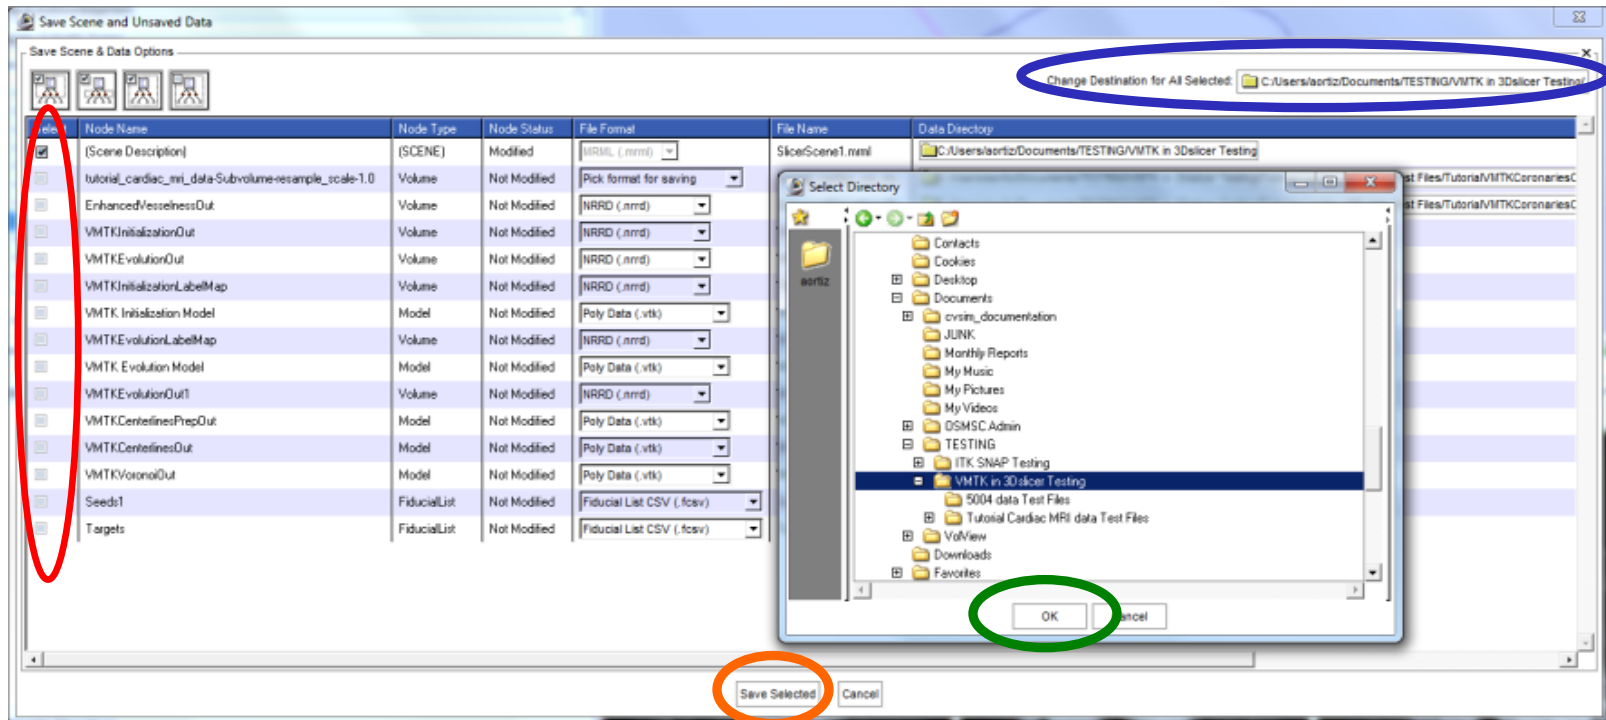 Save Scene and Unsaved Data
Save Scene & Data Options
Change Destination for All Selected: C:/Users/aortiz/Documents/TESTING/VMTK in 3Dslicer Testing/
Select Node Name Node Type Node Status File Format File Name Data Directory
(Scene Description) (SCENE) Modified MRML (.mrml) SlicerScene1.mrml C:/Users/aortiz/Documents/TESTING/VMTK in 3Dslicer Testing
tutorial_cardiac_mri_data-Subvolume-resample_scale-1.0 Volume Not Modified Pick format for saving st Files/TutorialVMTKCoronariesC
EnhancedVesselnessOut Volume Not Modified NRRD (.nrrd) st Files/TutorialVMTKCoronariesC
VMTKInitializationOut Volume Not Modified NRRD (.nrrd)
VMTKEvolutionOut Volume Not Modified NRRD (.nrrd)
VMTKInitializationLabelMap Volume Not Modified NRRD (.nrrd)
VMTK Initialization Model Model Not Modified Poly Data (.vtk)
VMTKEvolutionLabelMap Volume Not Modified NRRD (.nrrd)
VMTK Evolution Model Model Not Modified Poly Data (.vtk)
VMTKEvolutionOut1 Volume Not Modified NRRD (.nrrd)
VMTKCenterlinesPrepOut Model Not Modified Poly Data (.vtk)
VMTKCenterlinesOut Model Not Modified Poly Data (.vtk)
VMTKVoronoiOut Model Not Modified Poly Data (.vtk)
Seeds1 FiducialList Not Modified Fiducial List CSV (.fcsv)
Targets FiducialList Not Modified Fiducial List CSV (.fcsv)
Select Directory
aortiz
Contacts
Cookies
Desktop
Documents
cvsim_documentation
JUNK
Monthly Reports
My Music
My Pictures
My Videos
OSMSC Admin
TESTING
ITK SNAP Testing
VMTK in 3Dslicer Testing
5004 data Test Files
Tutorial Cardiac MRI data Test Files
VolView
Downloads
Favorites
OK Cancel
Save Selected Cancel